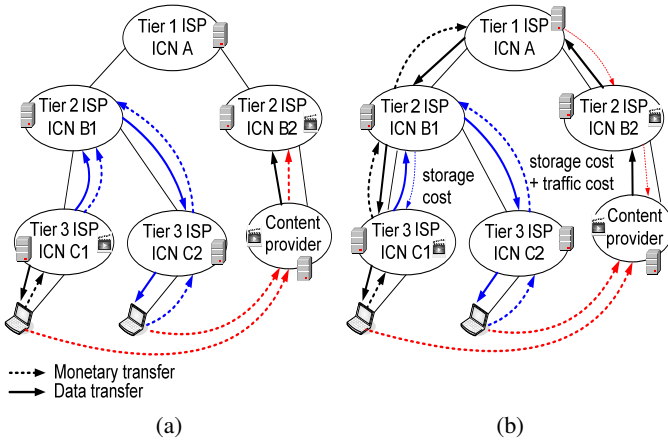 Tier 1 ISP
ICN A
Tier 2 ISP
ICN B1
Tier 2 ISP
ICN B2
Tier 3 ISP
ICN C1
Tier 3 ISP
ICN C2
Content
provider
Monetary transfer
Data transfer
(a)
Tier 1 ISP
ICN A
Tier 2 ISP
ICN B1
Tier 2 ISP
ICN B2
storage
cost
storage cost
+ traffic cost
Tier 3 ISP
ICN C1
Tier 3 ISP
ICN C2
Content
provider
(b)